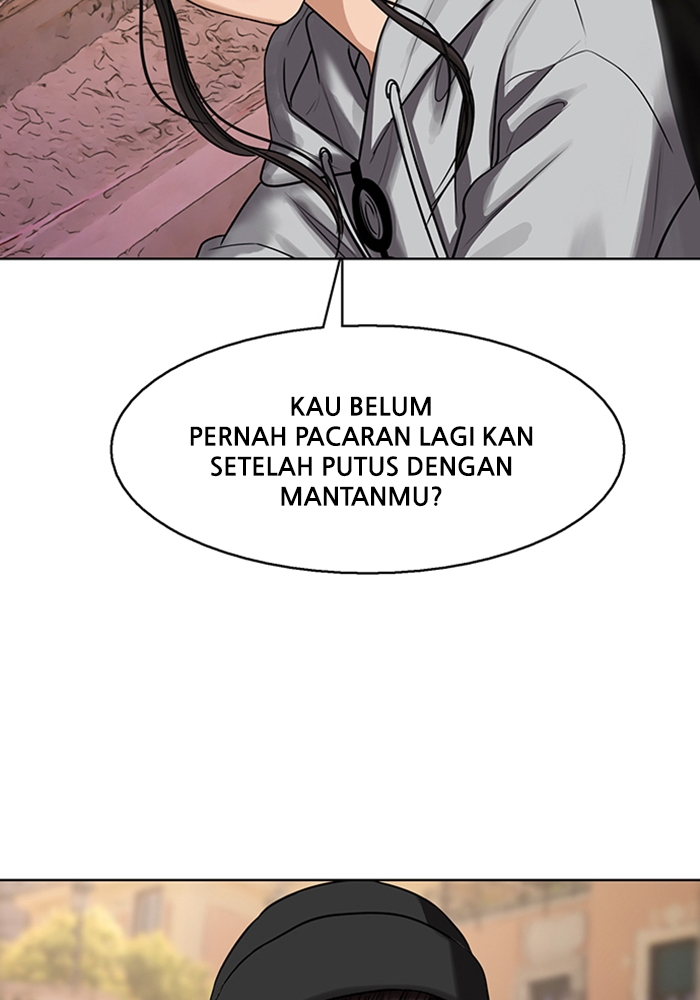 KAU BELUM
PERNAH PACARAN LAGI KAN
SETELAH PUTUS DENGAN
MANTANMU?